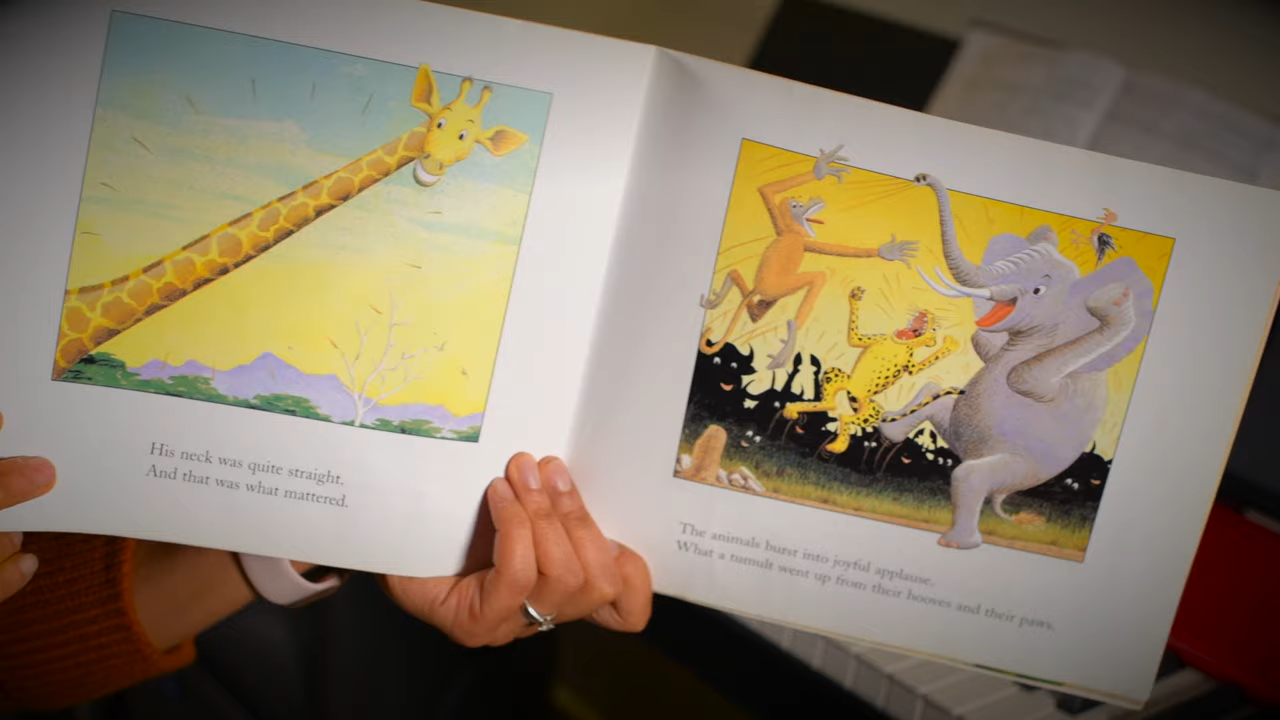 His neck was quite straight.
And that was what mattered.
The animals burst into joyful applause.
What a tumult went up from their hooves and their paws.